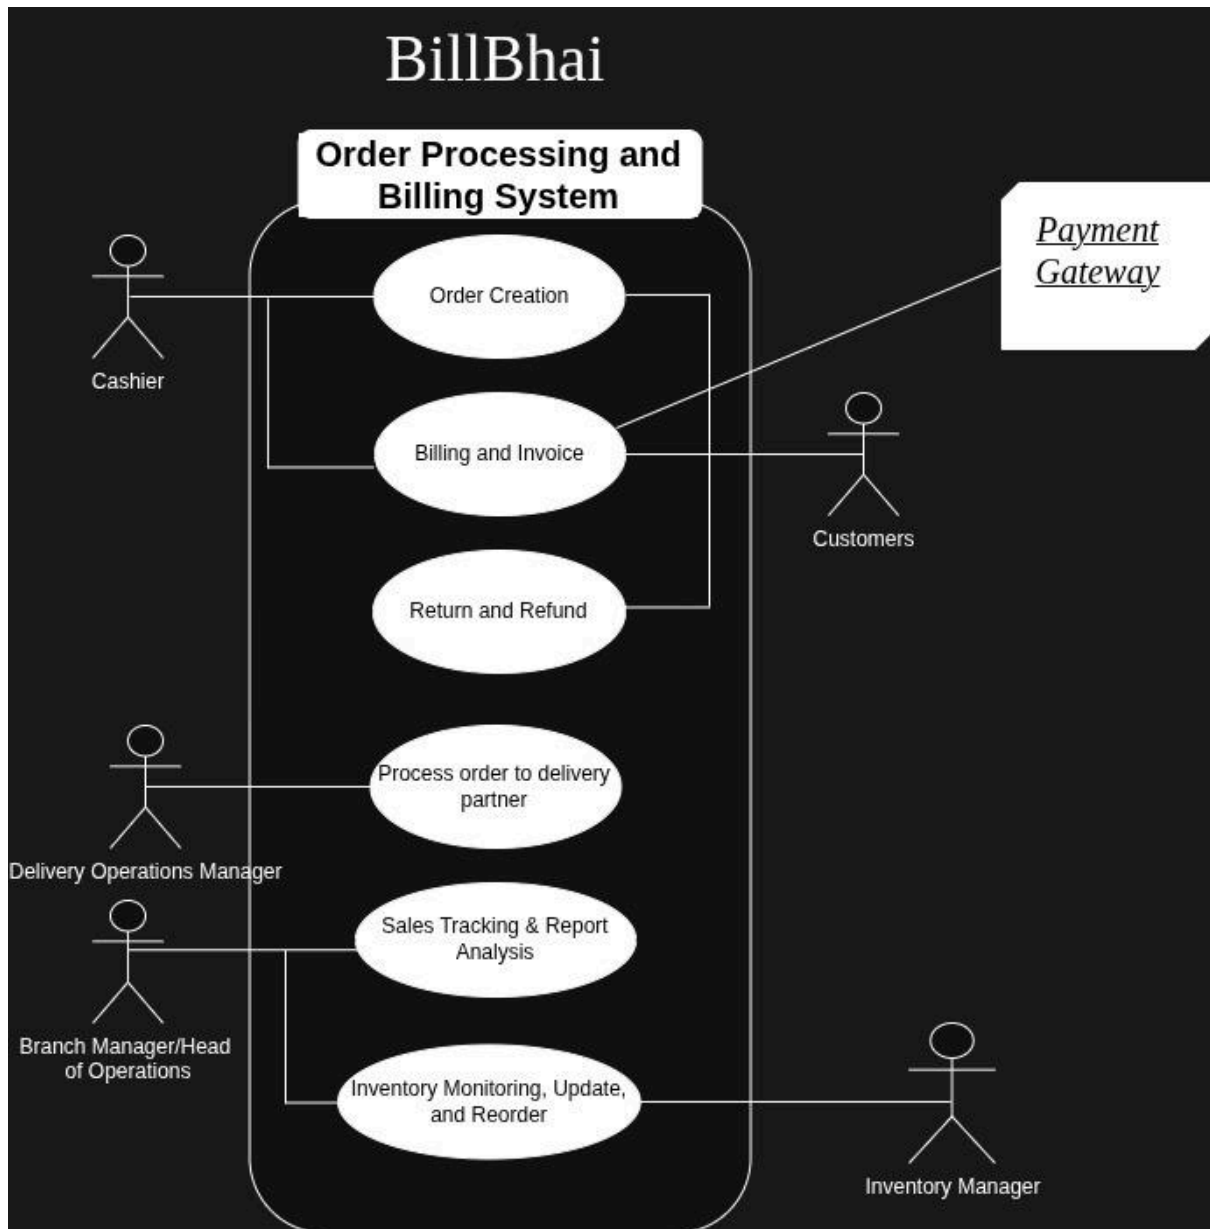 BillBhai
Order Processing and
Billing System
Payment
Gateway
Order Creation
Cashier
Billing and Invoice
Customers
Return and Refund
Process order to delivery
partner
Delivery Operations Manager
Sales Tracking & Report
Analysis
Branch Manager/Head
of Operations
Inventory Monitoring, Update,
and Reorder
Inventory Manager